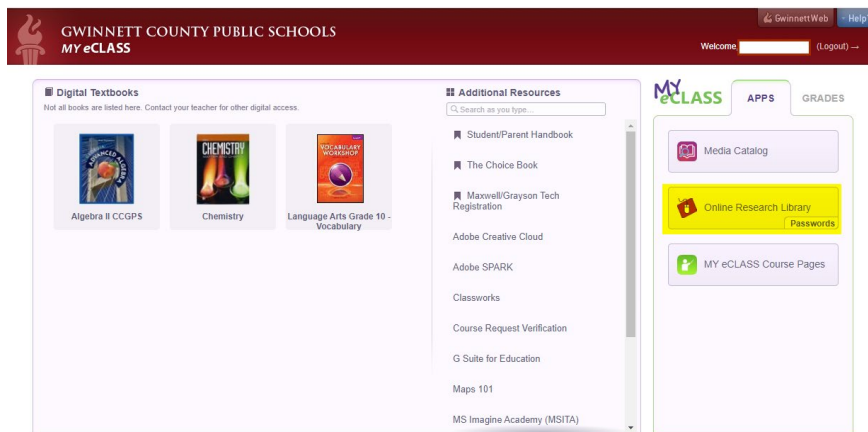 GwinnettWeb
Help
GWINNETT COUNTY PUBLIC SCHOOLS
MY eCLASS
Welcome
(Logout) →
Digital Textbooks
Not all books are listed here. Contact your teacher for other digital access.
ADVANCED ALGEBRA
Algebra II CCGPS
CHEMISTRY
Chemistry
VOCABULARY
WORKSHOP
Language Arts Grade 10 -
Vocabulary
Additional Resources
Search as you type...
Student/Parent Handbook
The Choice Book
Maxwell/Grayson Tech
Registration
Adobe Creative Cloud
Adobe SPARK
Classworks
Course Request Verification
G Suite for Education
Maps 101
MS Imagine Academy (MSITA)
MY
eCLASS
APPS
GRADES
Media Catalog
Online Research Library
Passwords
MY eCLASS Course Pages